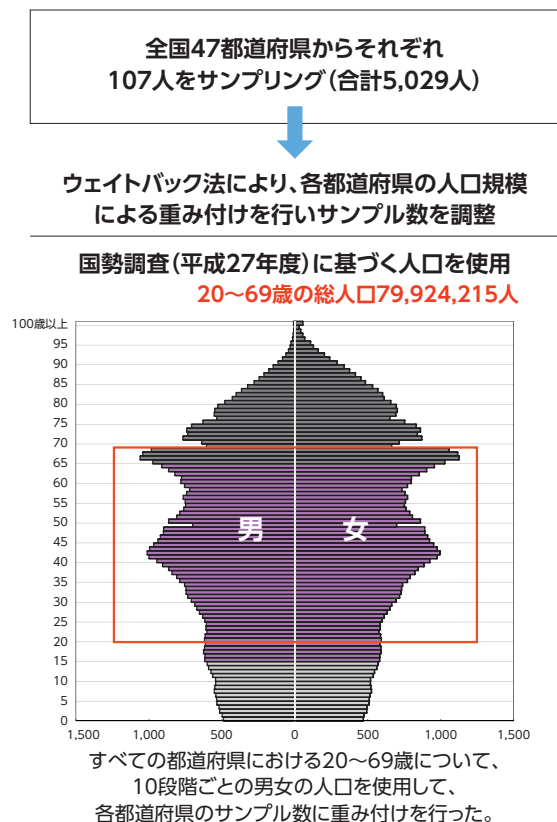 全国47都道府県からそれぞれ
107人をサンプリング(合計5,029人)
ウェイトバック法により、各都道府県の人口規模
による重み付けを行いサンプル数を調整
国勢調査(平成27年度)に基づく人口を使用
20〜69歳の総人口79,924,215人
100歳以上
95
90
85
80
75
70
65
60
55
50
45
40
35
30
25
20
15
10
5
0
男
女
1,500
1,000
500
0
500
1,000
1,500
すべての都道府県における20〜69歳について、
10段階ごとの男女の人口を使用して、
各都道府県のサンプル数に重み付けを行った。